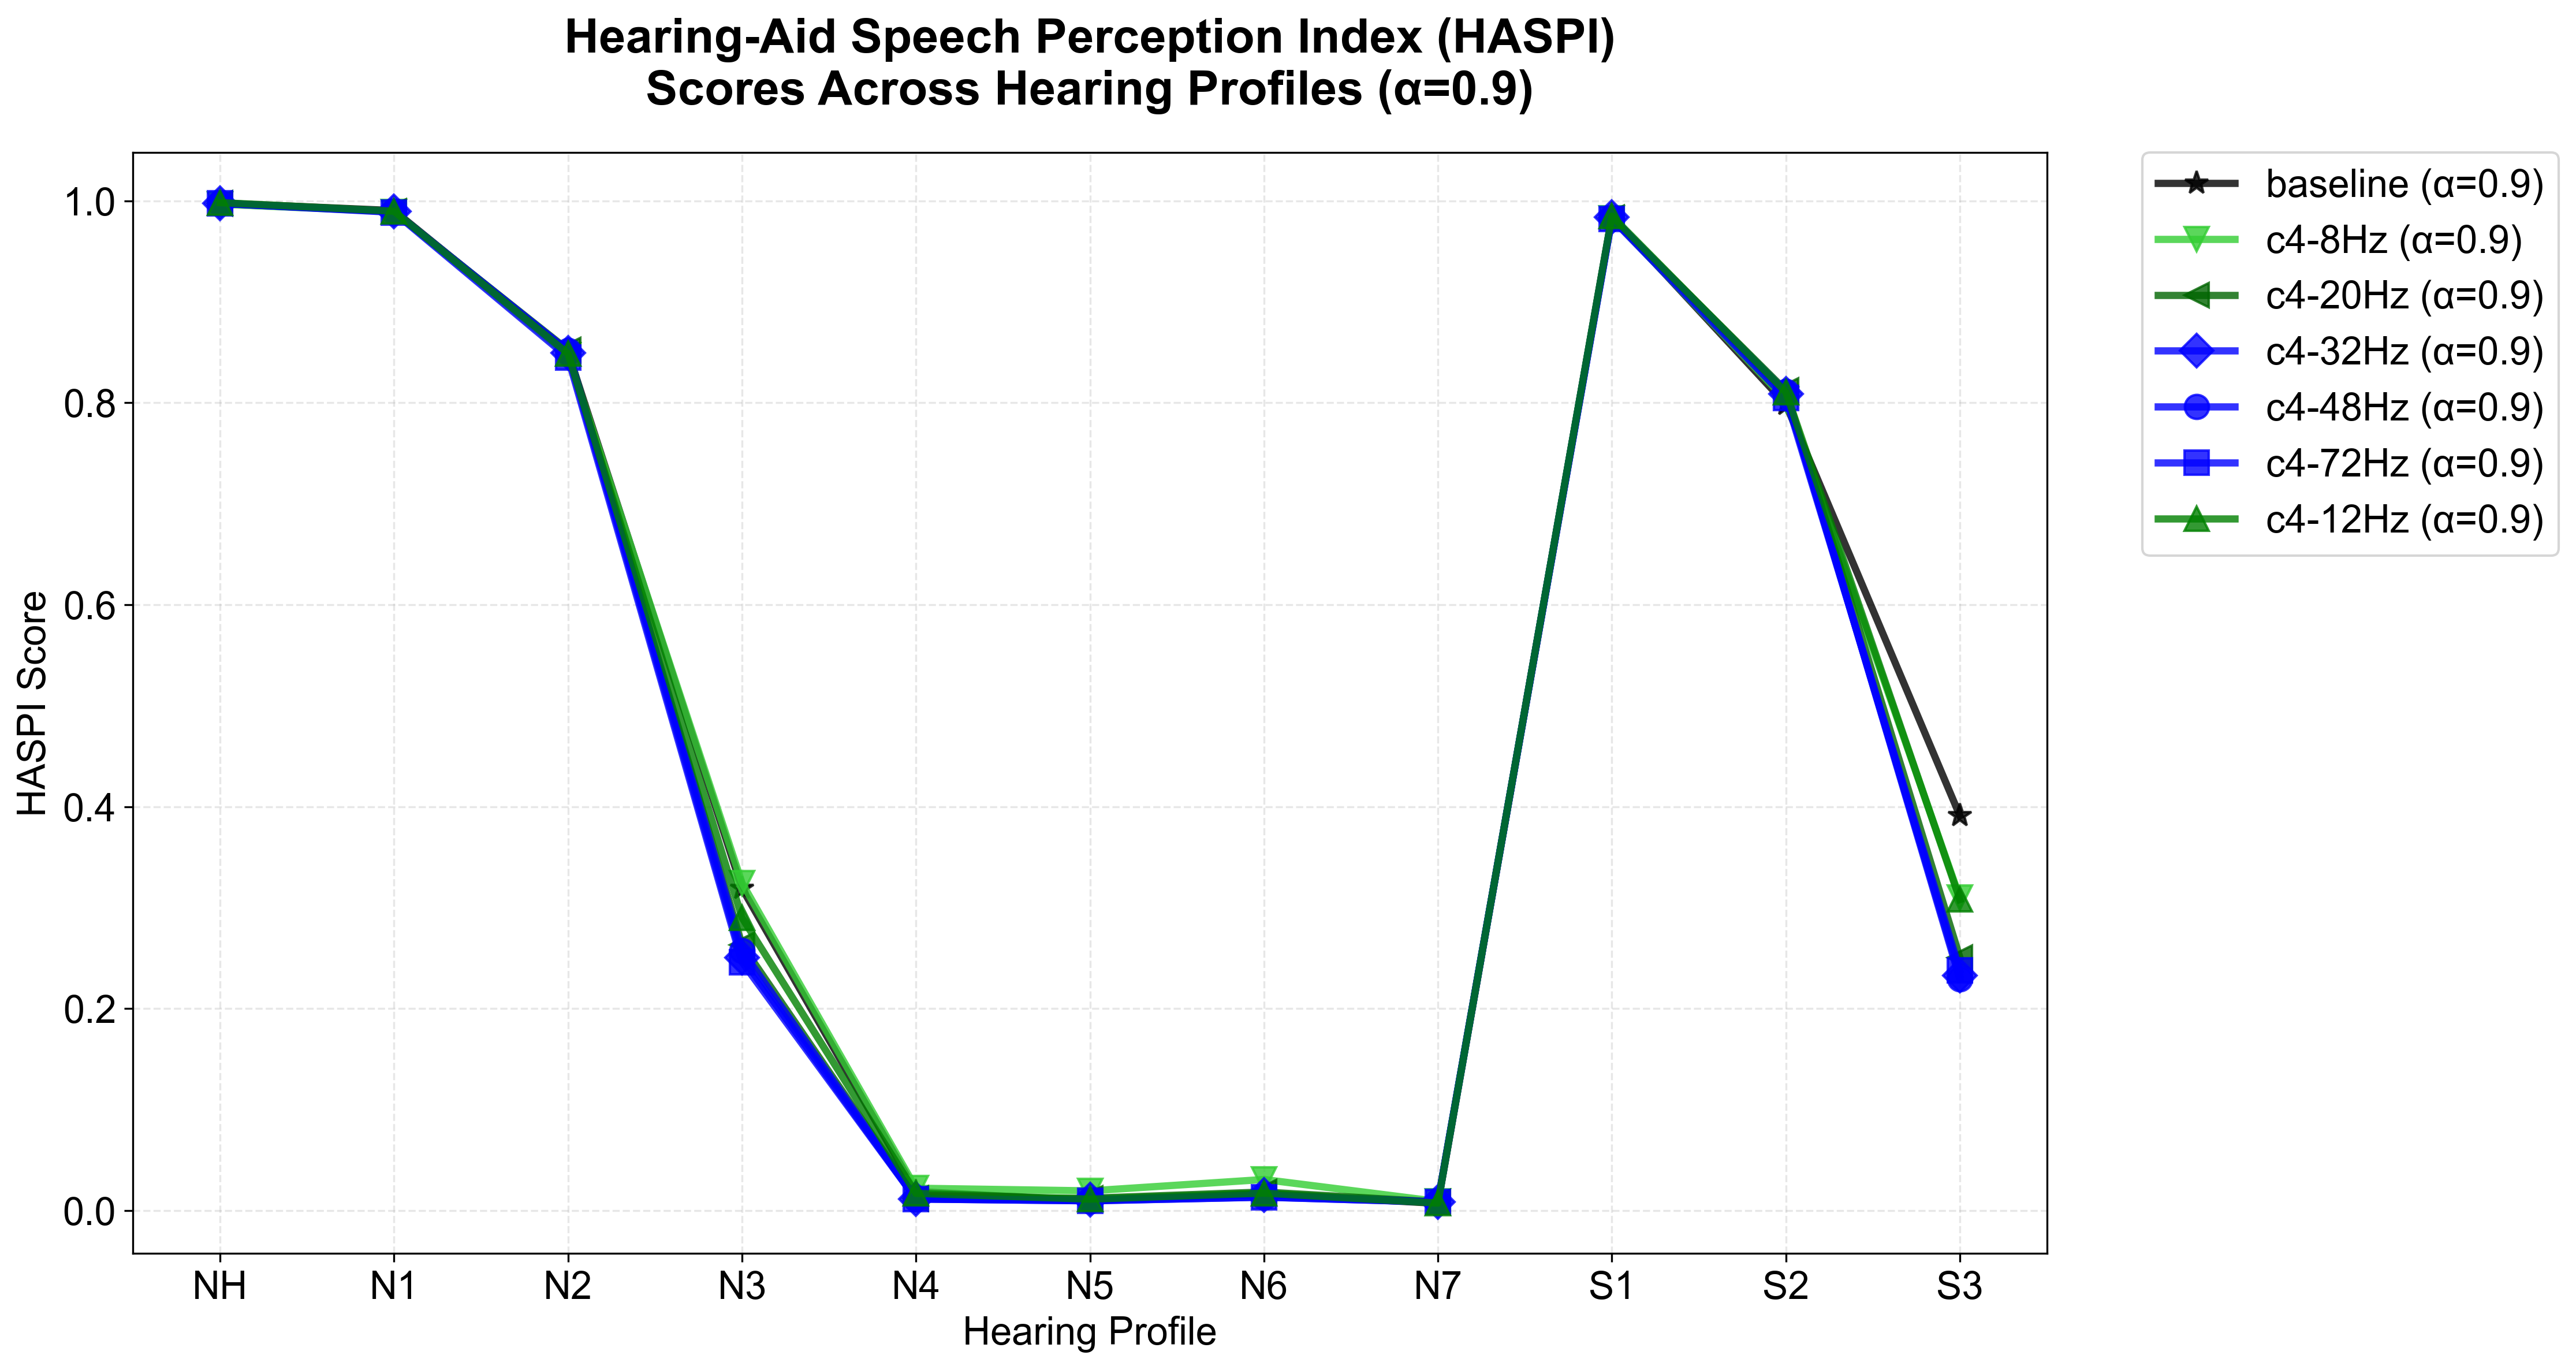 Hearing-Aid Speech Perception Index (HASPI)
Scores Across Hearing Profiles (α=0.9)
HASPI Score
1.0
0.8
0.6
0.4
0.2
0.0
NH N1 N2 N3 N4 N5 N6 N7 S1 S2 S3
Hearing Profile
baseline (α=0.9)
c4-8Hz (α=0.9)
c4-20Hz (α=0.9)
c4-32Hz (α=0.9)
c4-48Hz (α=0.9)
c4-72Hz (α=0.9)
c4-12Hz (α=0.9)